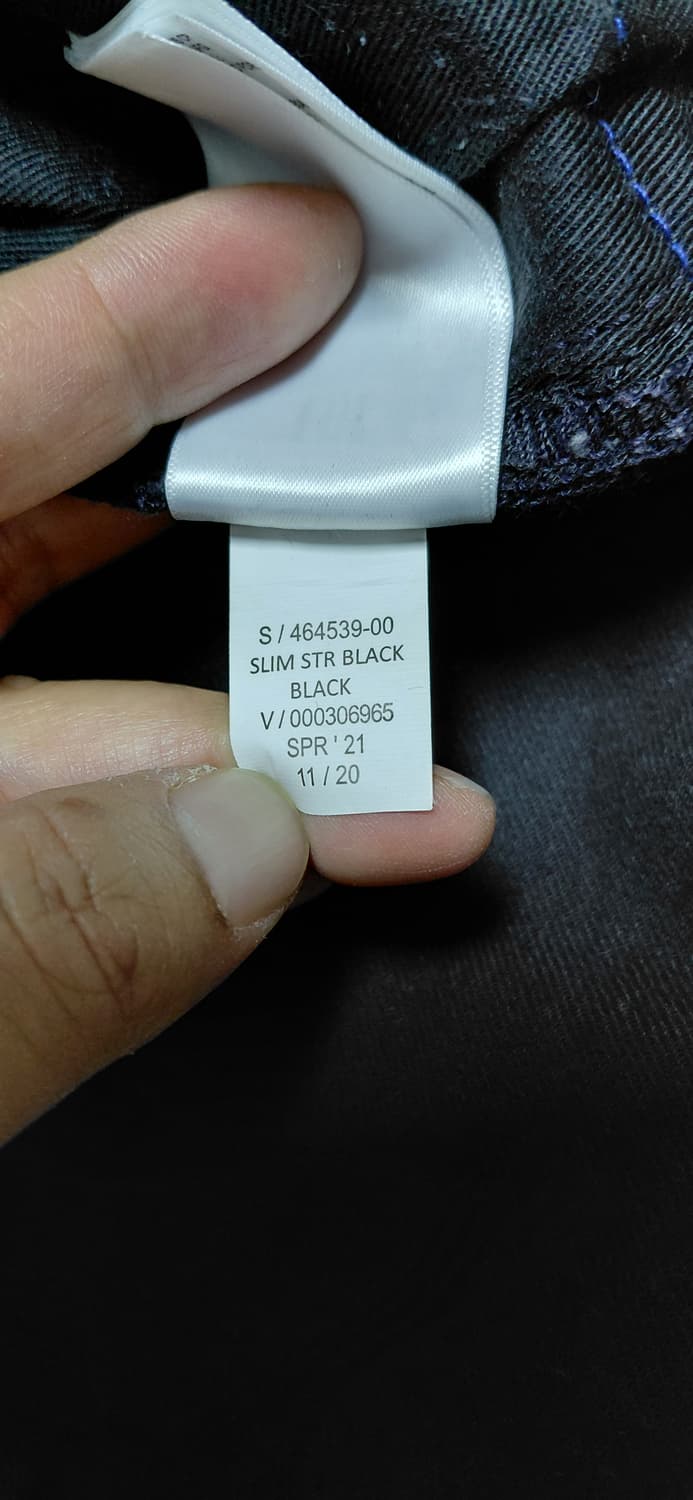 S / 464539-00
SLIM STR BLACK
BLACK
V / 000306965
SPR ' 21
11 / 20